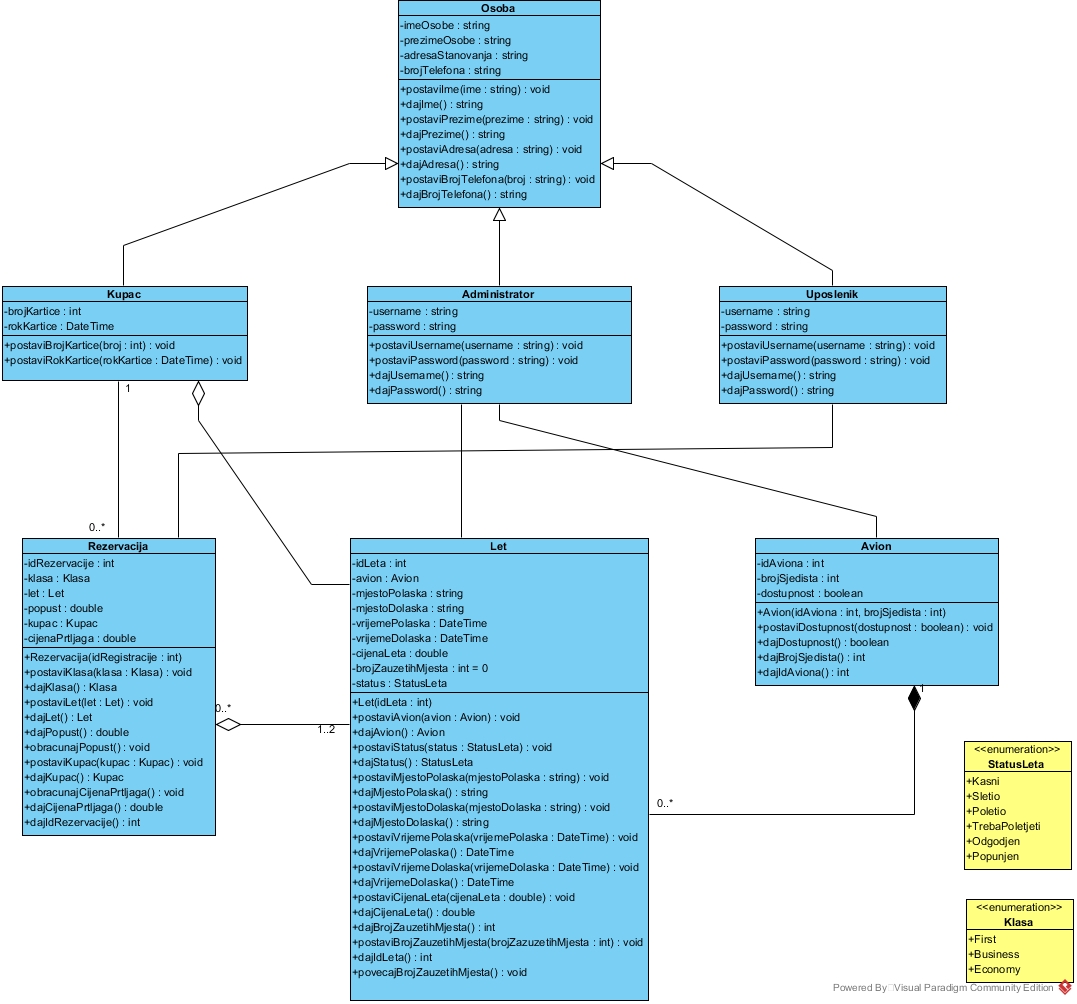 Osoba
-imeOsobe : string
-prezimeOsobe : string
-adresaStanovanja : string
-brojTelefona : string
+postaviIme(ime : string) : void
+dajIme() : string
+postaviPrezime(prezime : string) : void
+dajPrezime() : string
+postaviAdresa(adresa : string) : void
+dajAdresa() : string
+postaviBrojTelefona(broj : string) : void
+dajBrojTelefona() : string
Kupac
-brojKartice : int
-rokKartice : DateTime
+postaviBrojKartice(broj : int) : void
+postaviRokKartice(rokKartice : DateTime) : void
Administrator
-username : string
-password : string
+postaviUsername(username : string) : void
+postaviPassword(password : string) : void
+dajUsername() : string
+dajPassword() : string
Uposlenik
-username : string
-password : string
+postaviUsername(username : string) : void
+postaviPassword(password : string) : void
+dajUsername() : string
+dajPassword() : string
1
0..*
Rezervacija
-idRezervacije : int
-klasa : Klasa
-let : Let
-popust : double
-kupac : Kupac
-cijenaPrtljaga : double
+Rezervacija(idRegistracije : int)
+postaviKlasa(klasa : Klasa) : void
+dajKlasa() : Klasa
+postaviLet(let : Let) : void
+dajLet() : Let
+dajPopust() : double
+obracunajPopust() : void
+postaviKupac(kupac : Kupac) : void
+dajKupac() : Kupac
+obracunajCijenaPrtljaga() : void
+dajCijenaPrtljaga() : double
+dajIdRezervacije() : int
0..*
1..2
Let
-idLeta : int
-avion : Avion
-mjestoPolaska : string
-mjestoDolaska : string
-vrijemePolaska : DateTime
-vrijemeDolaska : DateTime
-cijenaLeta : double
-brojZauzetihMjesta : int = 0
-status : StatusLeta
+Let(idLeta : int)
+postaviAvion(avion : Avion) : void
+dajAvion() : Avion
+postaviStatus(status : StatusLeta) : void
+dajStatus() : StatusLeta
+postaviMjestoPolaska(mjestoPolaska : string) : void
+dajMjestoPolaska() : string
+postaviMjestoDolaska(mjestoDolaska : string) : void
+dajMjestoDolaska() : string
+postaviVrijemePolaska(vrijemePolaska : DateTime) : void
+dajVrijemePolaska() : DateTime
+postaviVrijemeDolaska(vrijemeDolaska : DateTime) : void
+dajVrijemeDolaska() : DateTime
+postaviCijenaLeta(cijenaLeta : double) : void
+dajCijenaLeta() : double
+dajBrojZauzetihMjesta() : int
+postaviBrojZauzetihMjesta(brojZazuzetihMjesta : int) : void
+dajIdLeta() : int
+povecajBrojZauzetihMjesta() : void
Avion
-idAviona : int
-brojSjedista : int
-dostupnost : boolean
+Avion(idAviona : int, brojSjedista : int)
+postaviDostupnost(dostupnost : boolean) : void
+dajDostupnost() : boolean
+dajBrojSjedista() : int
+dajIdAviona() : int
1
0..*
<<enumeration>>
StatusLeta
+Kasni
+Sletio
+Poletio
+TrebaPoletjeti
+Odgodjen
+Popunjen
<<enumeration>>
Klasa
+First
+Business
+Economy
Powered By Visual Paradigm Community Edition